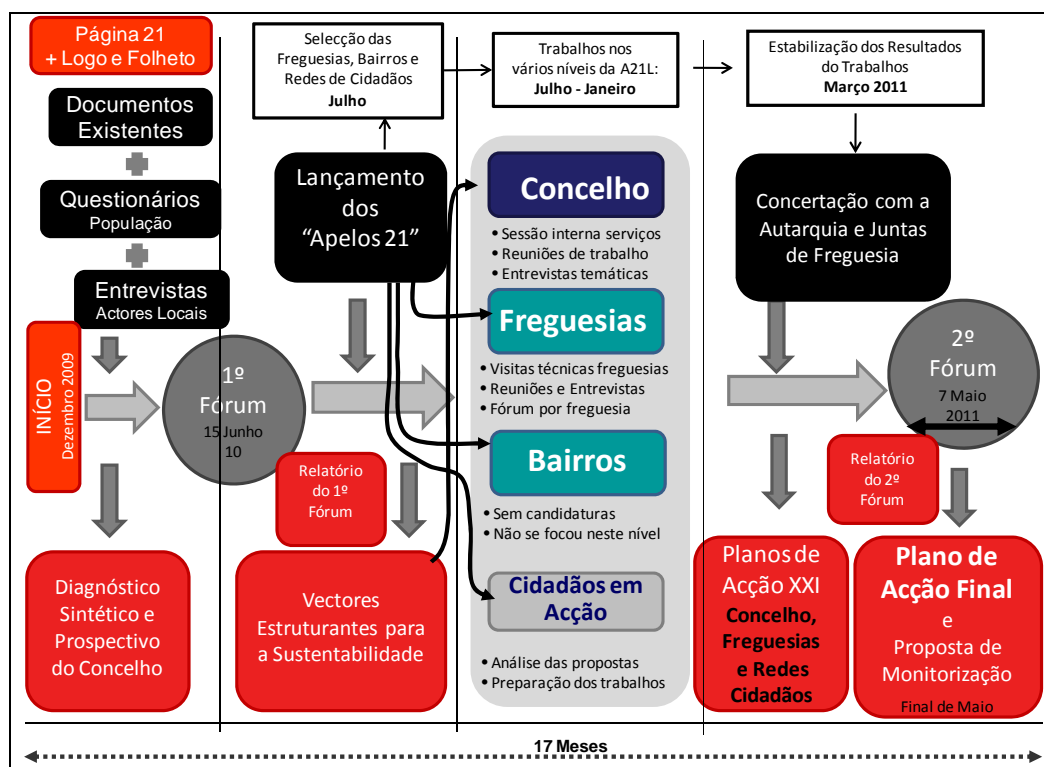 Página 21
+ Logo e Folheto
Documentos
Existentes
Questionários
População
Entrevistas
Actores Locais
INÍCIO
Dezembro 2009
1º
Fórum
15 Junho
10
Diagnóstico
Sintético e
Prospectivo
do Concelho
Selecção das
Freguesias, Bairros e
Redes de Cidadãos
Julho
Lançamento
dos
“Apelos 21”
Relatório
do 1º
Fórum
Vectores
Estruturantes para
a Sustentabilidade
Trabalhos nos
vários níveis da A21L:
Julho - Janeiro
Concelho
• Sessão interna serviços
• Reuniões de trabalho
• Entrevistas temáticas
Freguesias
• Visitas técnicas freguesias
• Reuniões e Entrevistas
• Fórum por freguesia
Bairros
• Sem candidaturas
• Não se focou neste nível
Cidadãos em
Acção
• Análise das propostas
• Preparação dos trabalhos
Estabilização dos Resultados
do Trabalhos
Março 2011
Concertação com a
Autarquia e Juntas
de Freguesia
2º
Fórum
7 Maio
2011
Relatório
do 2º
Fórum
Planos de
Acção XXI
Concelho,
Freguesias
e Redes
Cidadãos
Plano de
Acção Final
e
Proposta de
Monitorização
Final de Maio
17 Meses